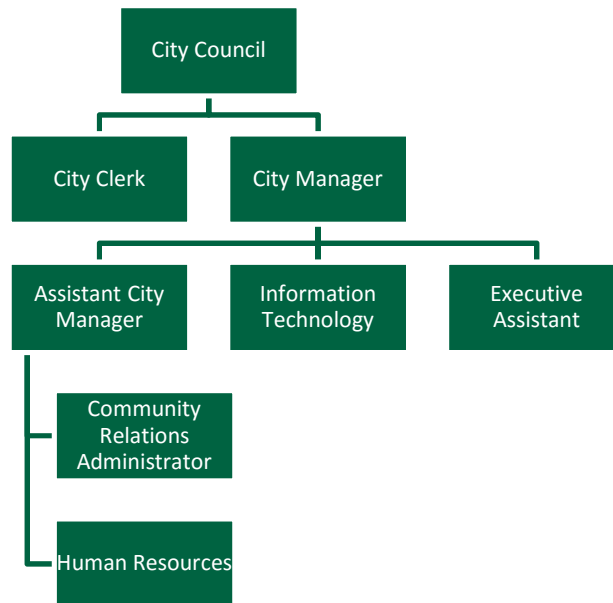 City Council
City Clerk
City Manager
Assistant City
Manager
Information
Technology
Executive
Assistant
Community
Relations
Administrator
Human Resources